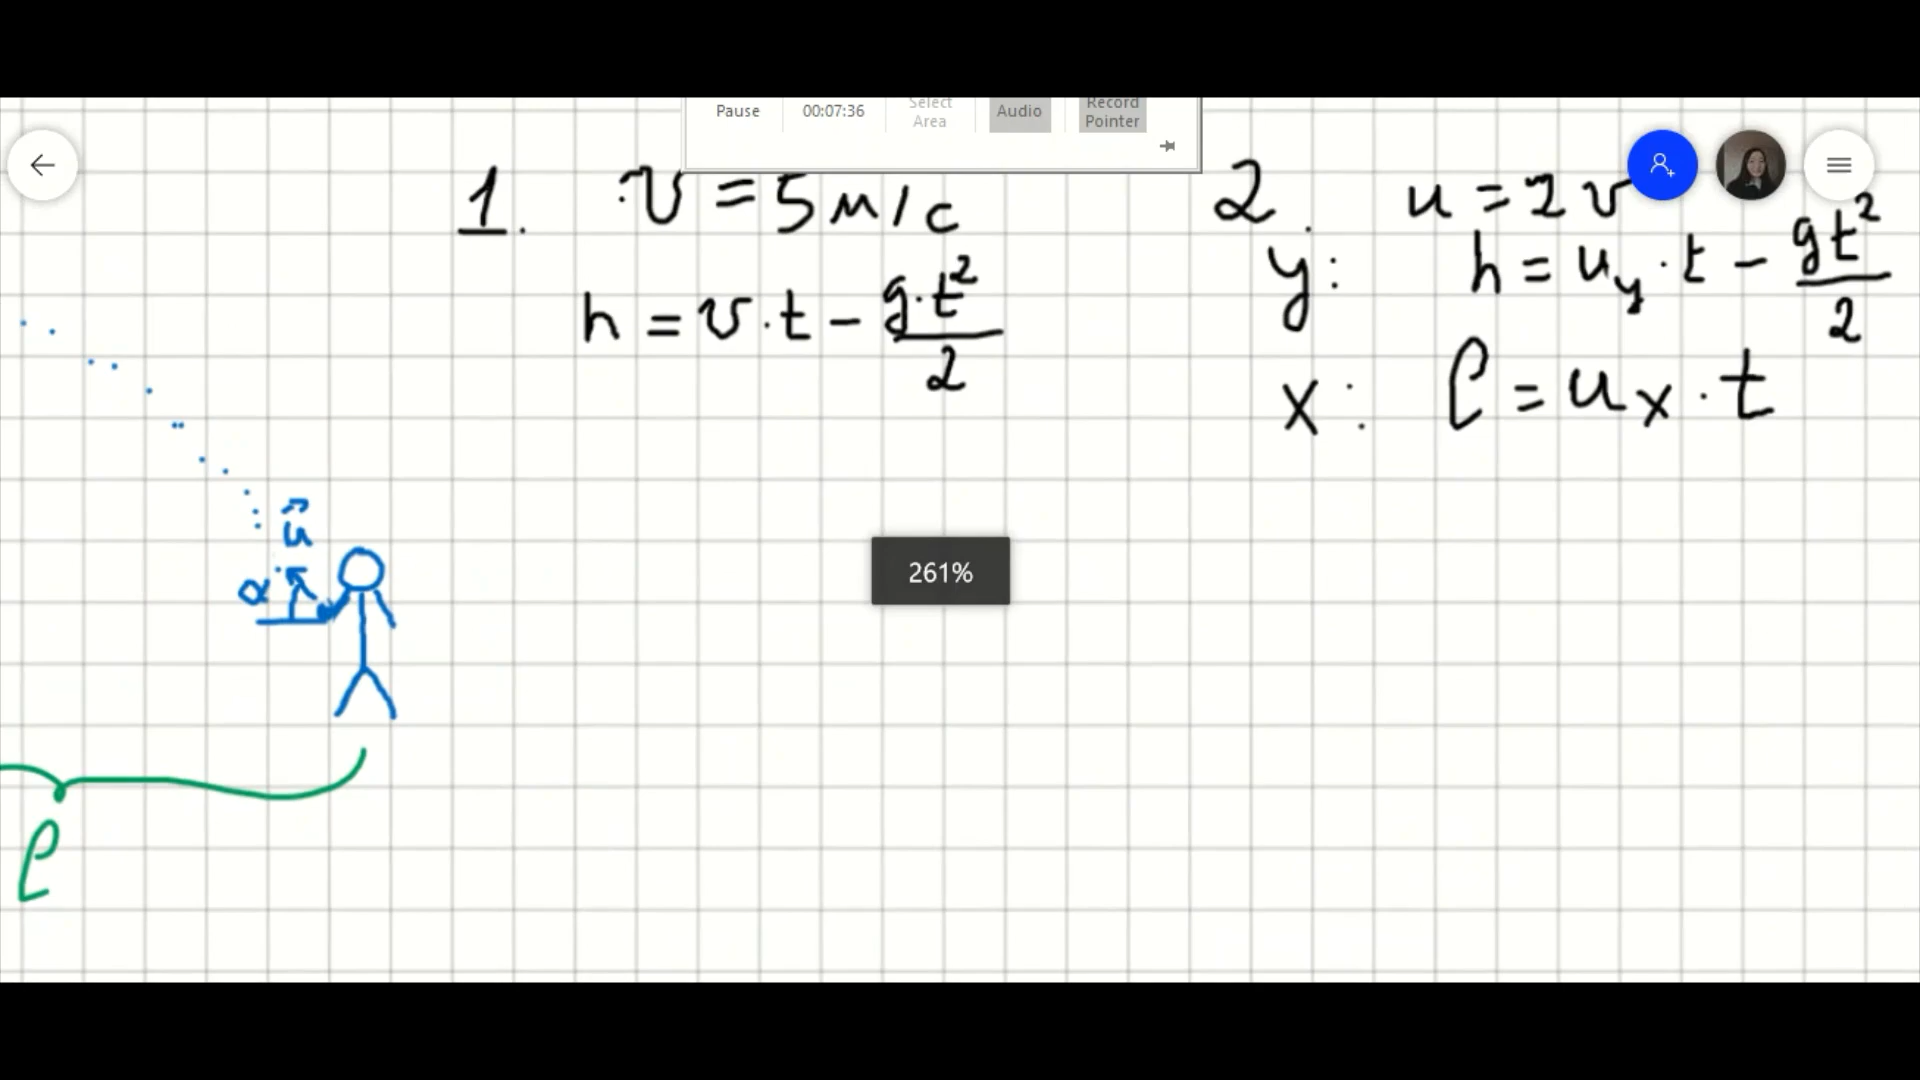 Pause 00:07:36 Select Area Audio Record Pointer
1. v = 5 м/с
h = v·t − g·t²/2
2. u = 2v
y: h = u_y·t − gt²/2
x: ℓ = u_x·t
u
α
261%
ℓ